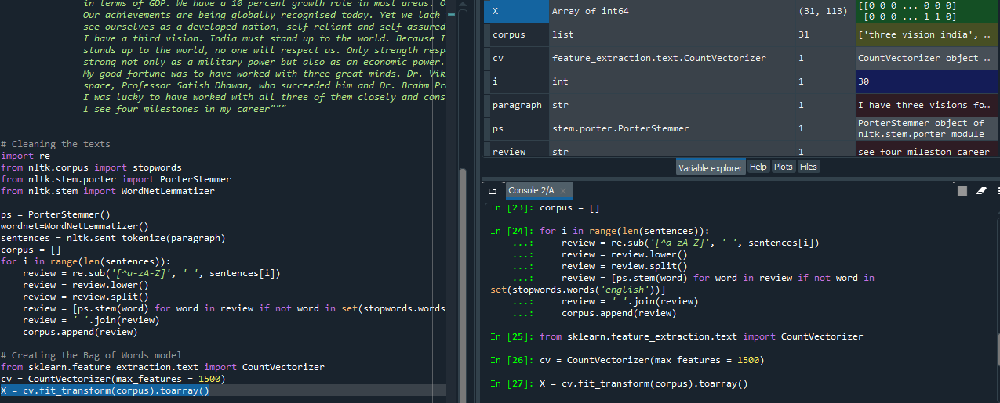 in terms of GDP. We have a 10 percent growth rate in most areas.
Our achievements are being globally recognised today. Yet we lack
see ourselves as a developed nation, self-reliant and self-assured
I have a third vision. India must stand up to the world. Because I
stands up to the world, no one will respect us. Only strength resp
strong not only as a military power but also as an economic power.
My good fortune was to have worked with three great minds. Dr. Vik
space, Professor Satish Dhawan, who succeeded him and Dr. Brahm Pr
I was lucky to have worked with all three of them closely and cons
I see four milestones in my career"""
# Cleaning the texts
import re
from nltk.corpus import stopwords
from nltk.stem.porter import PorterStemmer
from nltk.stem import WordNetLemmatizer
ps = PorterStemmer()
wordnet=WordNetLemmatizer()
sentences = nltk.sent_tokenize(paragraph)
corpus = []
for i in range(len(sentences)):
review = re.sub('[^a-zA-Z]', ' ', sentences[i])
review = review.lower()
review = review.split()
review = [ps.stem(word) for word in review if not word in set(stopwords.words
review = ' '.join(review)
corpus.append(review)
# Creating the Bag of Words model
from sklearn.feature_extraction.text import CountVectorizer
cv = CountVectorizer(max_features = 1500)
X = cv.fit_transform(corpus).toarray()
X Array of int64 (31, 113) [[0 0 0 ... 0 0 0]
[0 0 0 ... 1 1 0]
corpus list 31 ['three vision india', …
cv feature_extraction.text.CountVectorizer 1 CountVectorizer object …
i int 1 30
paragraph str 1 I have three visions fo…
ps stem.porter.PorterStemmer 1 PorterStemmer object of
nltk.stem.porter module
review str 1 see four mileston career
Variable explorer Help Plots Files
Console 2/A
In [23]: corpus = []
In [24]: for i in range(len(sentences)):
...: review = re.sub('[^a-zA-Z]', ' ', sentences[i])
...: review = review.lower()
...: review = review.split()
...: review = [ps.stem(word) for word in review if not word in
set(stopwords.words('english'))]
...: review = ' '.join(review)
...: corpus.append(review)
In [25]: from sklearn.feature_extraction.text import CountVectorizer
In [26]: cv = CountVectorizer(max_features = 1500)
In [27]: X = cv.fit_transform(corpus).toarray()